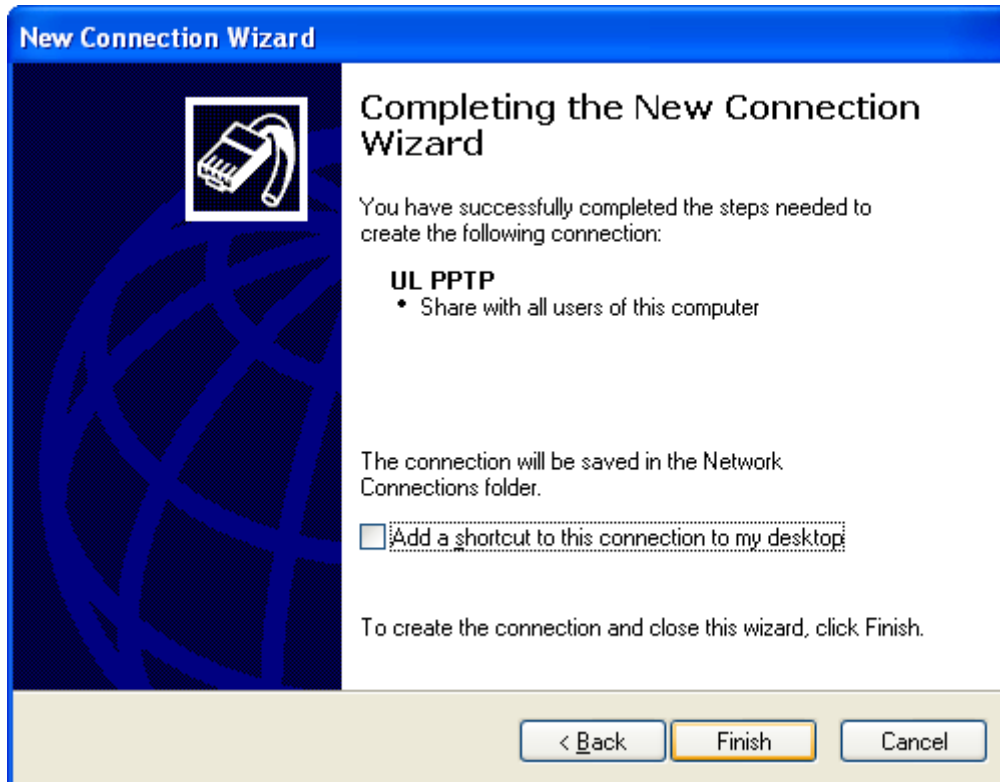 New Connection Wizard
Completing the New Connection
Wizard
You have successfully completed the steps needed to
create the following connection:
UL PPTP
• Share with all users of this computer
The connection will be saved in the Network
Connections folder.
Add a shortcut to this connection to my desktop
To create the connection and close this wizard, click Finish.
< Back Finish Cancel